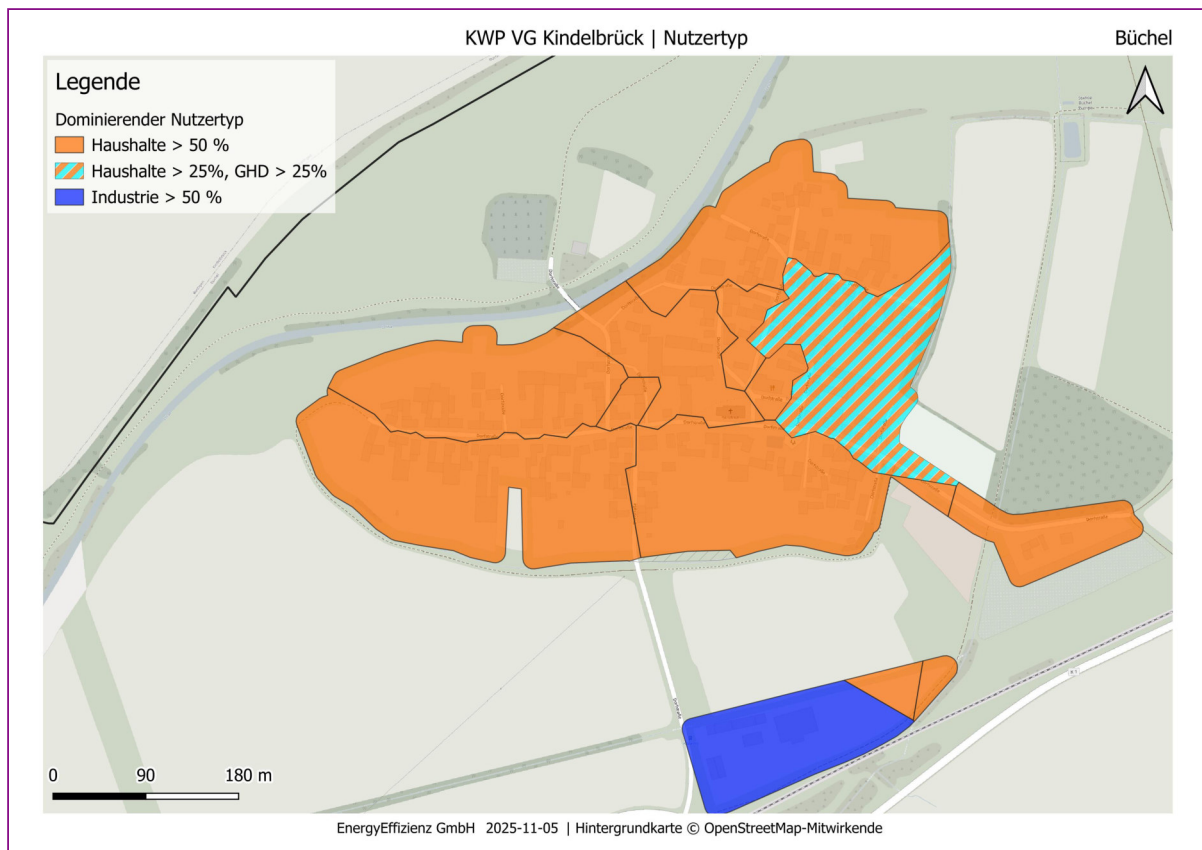 KWP VG Kindelbrück | Nutzertyp
Büchel
Legende
Dominierender Nutzertyp
Haushalte > 50 %
Haushalte > 25%, GHD > 25%
Industrie > 50 %
0 90 180 m
EnergyEffizienz GmbH 2025-11-05 | Hintergrundkarte © OpenStreetMap-Mitwirkende